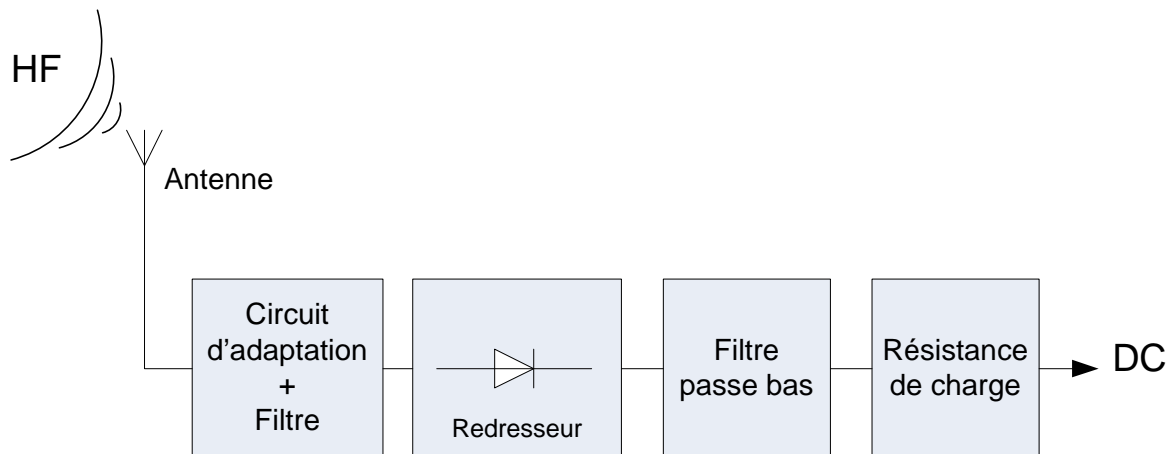 HF
Antenne
Circuit
d'adaptation
+
Filtre
Redresseur
Filtre
passe bas
Résistance
de charge
DC